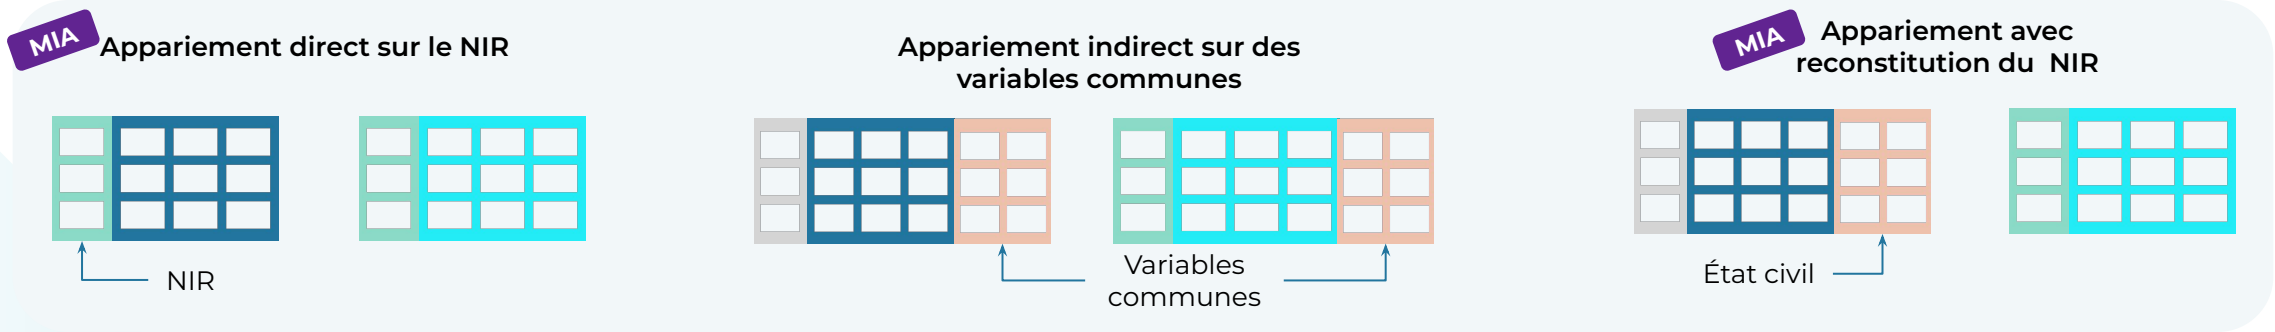 MIA
Appariement direct sur le NIR
NIR
Appariement indirect sur des
variables communes
Variables
communes
MIA
Appariement avec
reconstitution du NIR
État civil